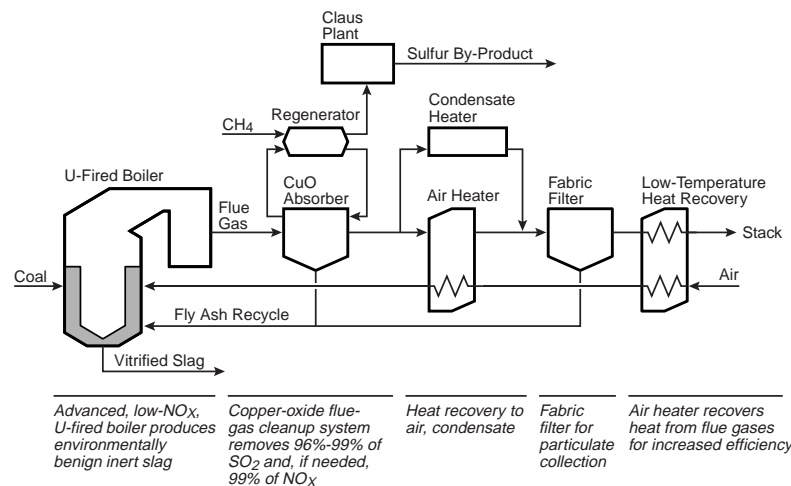 Claus
Plant
Sulfur By-Product
Regenerator
Condensate
Heater
CH4
U-Fired Boiler
CuO
Absorber
Air Heater
Fabric
Filter
Low-Temperature
Heat Recovery
Flue
Gas
Stack
Coal
Air
Fly Ash Recycle
Vitrified Slag
Advanced, low-NOX,
U-fired boiler produces
environmentally
benign inert slag
Copper-oxide flue-
gas cleanup system
removes 96%-99% of
SO2 and, if needed,
99% of NOX
Heat recovery to
air, condensate
Fabric
filter for
particulate
collection
Air heater recovers
heat from flue gases
for increased efficiency